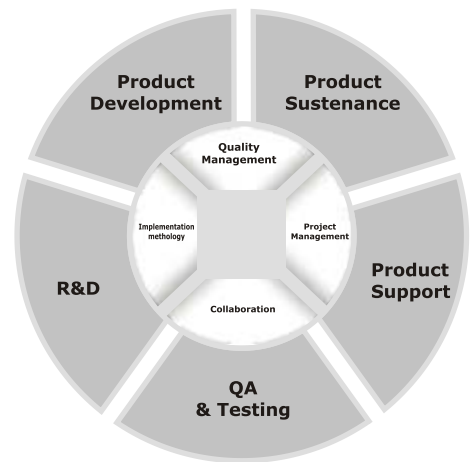 Product
Development
Product
Sustenance
Quality
Management
Implementation
methology
Project
Management
R&D
Product
Support
Collaboration
QA
& Testing